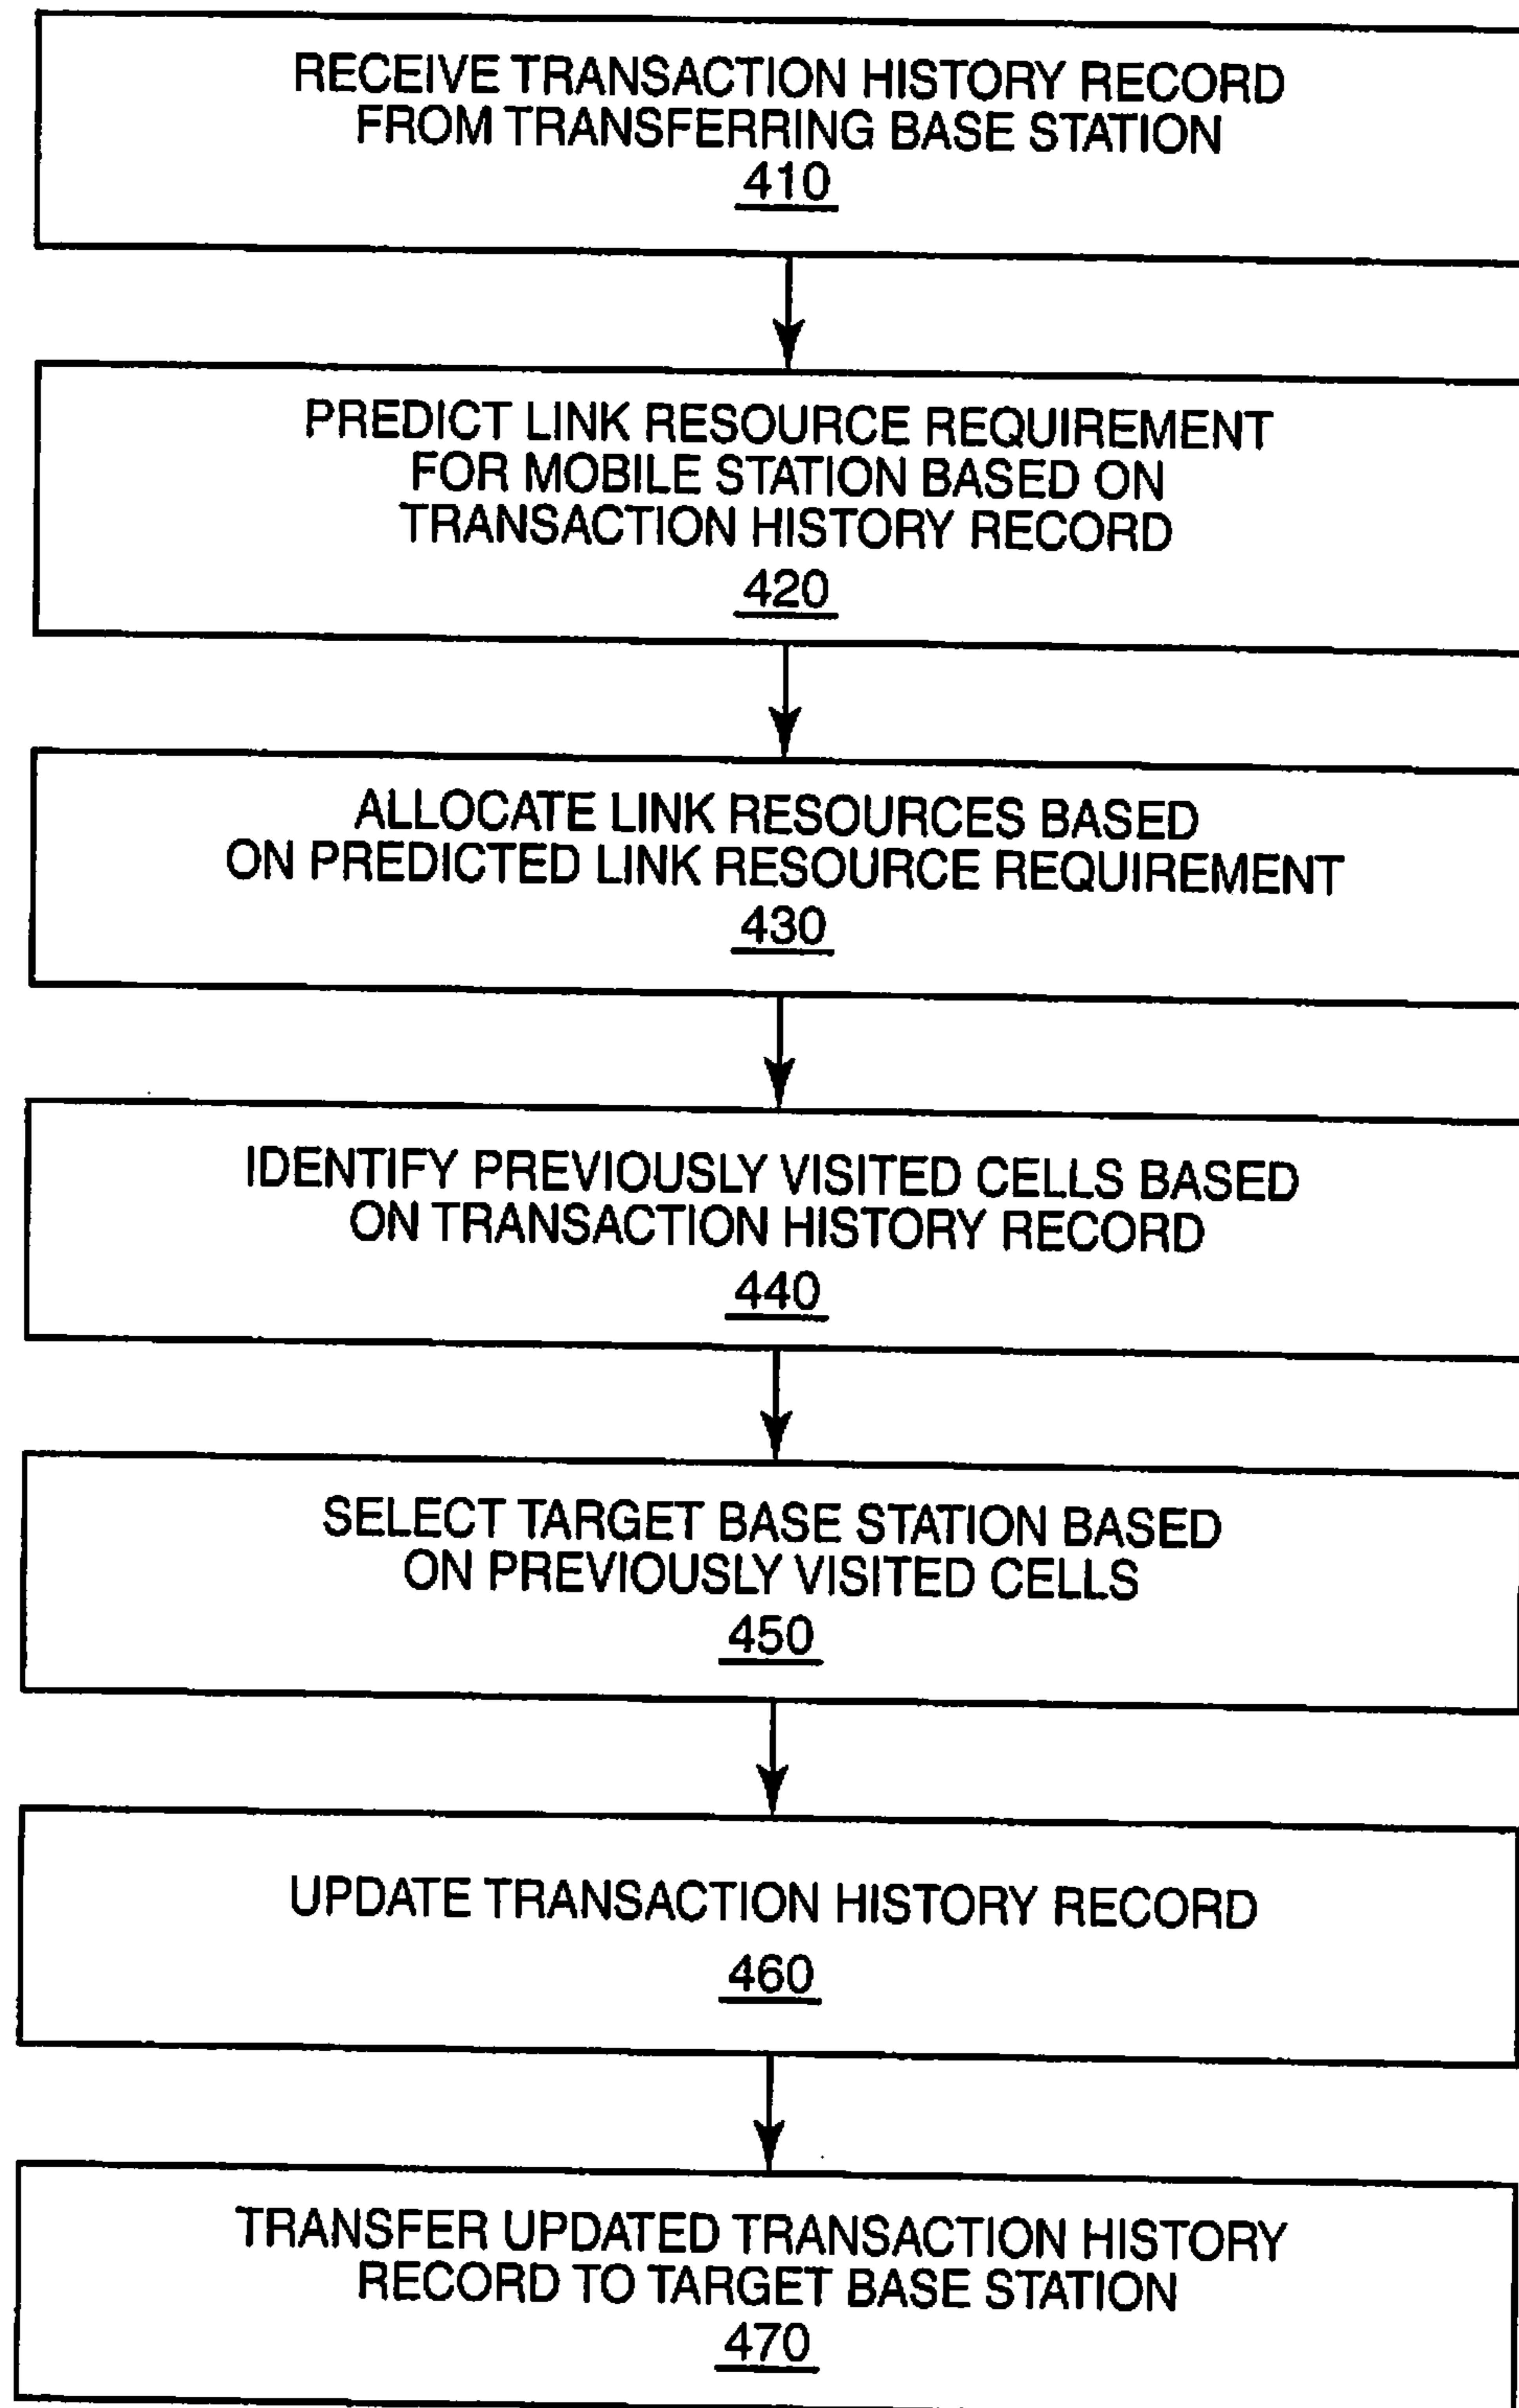 RECEIVE TRANSACTION HISTORY RECORD
FROM TRANSFERRING BASE STATION
410
PREDICT LINK RESOURCE REQUIREMENT
FOR MOBILE STATION BASED ON
TRANSACTION HISTORY RECORD
420
ALLOCATE LINK RESOURCES BASED
ON PREDICTED LINK RESOURCE REQUIREMENT
430
IDENTIFY PREVIOUSLY VISITED CELLS BASED
ON TRANSACTION HISTORY RECORD
440
SELECT TARGET BASE STATION BASED
ON PREVIOUSLY VISITED CELLS
450
UPDATE TRANSACTION HISTORY RECORD
460
TRANSFER UPDATED TRANSACTION HISTORY
RECORD TO TARGET BASE STATION
470